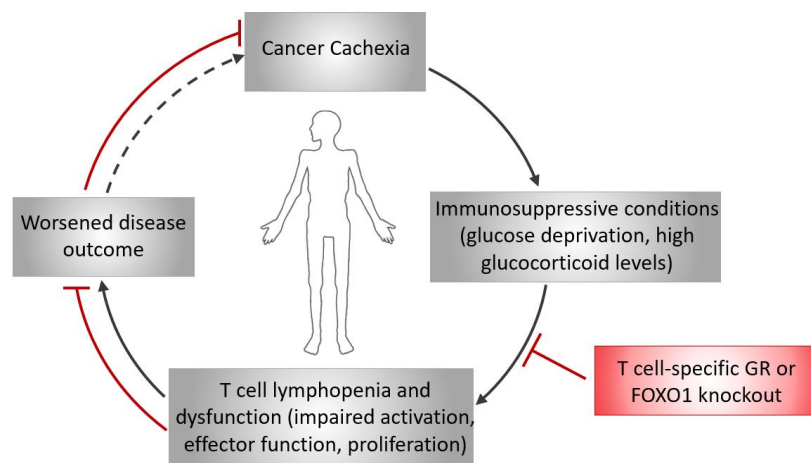 Cancer Cachexia
Worsened disease
outcome
Immunosuppressive conditions
(glucose deprivation, high
glucocorticoid levels)
T cell lymphopenia and
dysfunction (impaired activation,
effector function, proliferation)
T cell-specific GR or
FOXO1 knockout